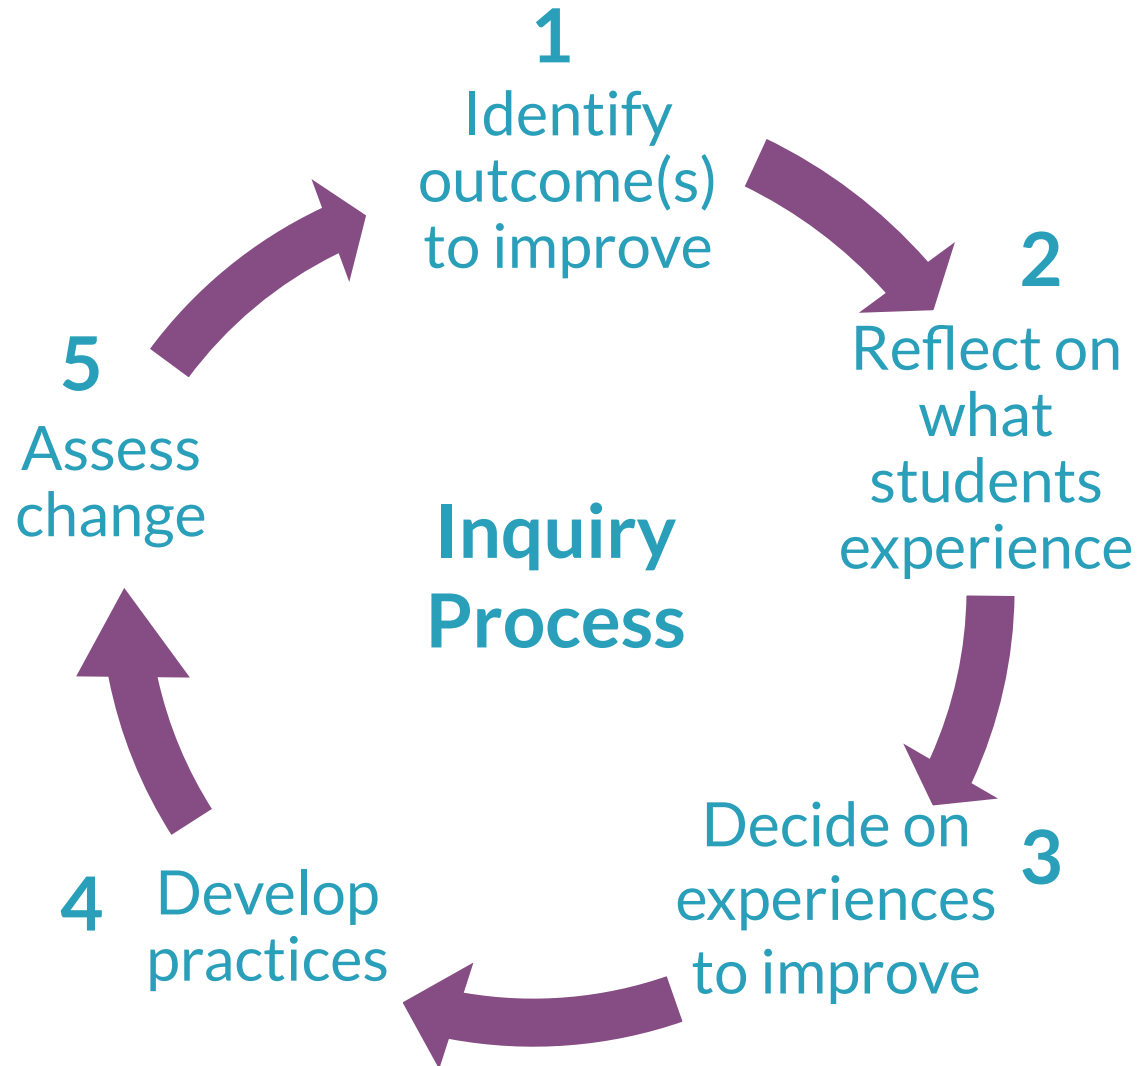 1
Identify
outcome(s)
to improve
2
Reflect on
what
students
experience
3
Decide on
experiences
to improve
4
Develop
practices
5
Assess
change
Inquiry
Process